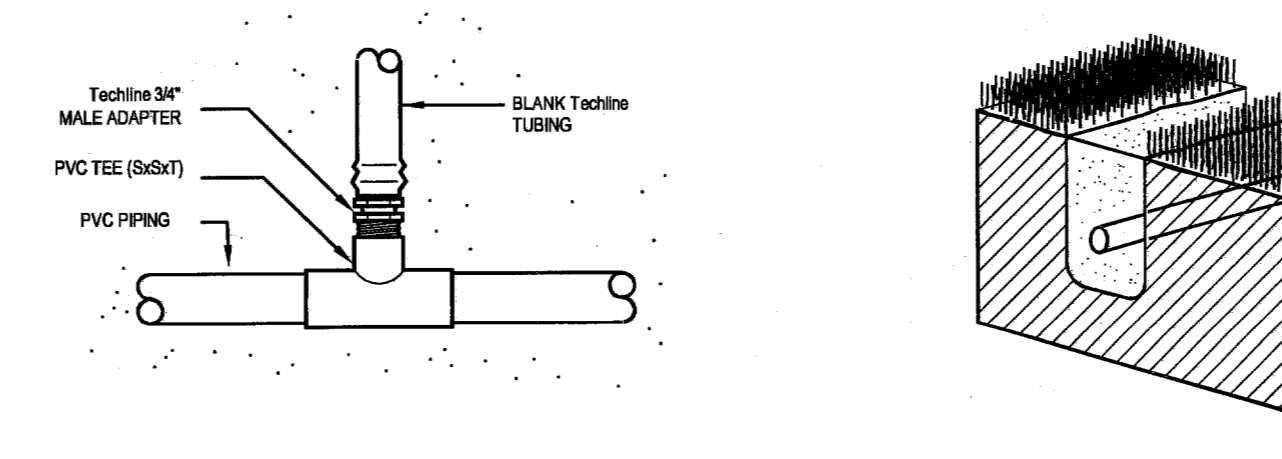 Techline 3/4"
MALE ADAPTER
BLANK Techline
TUBING
PVC TEE (SxSxT)
PVC PIPING